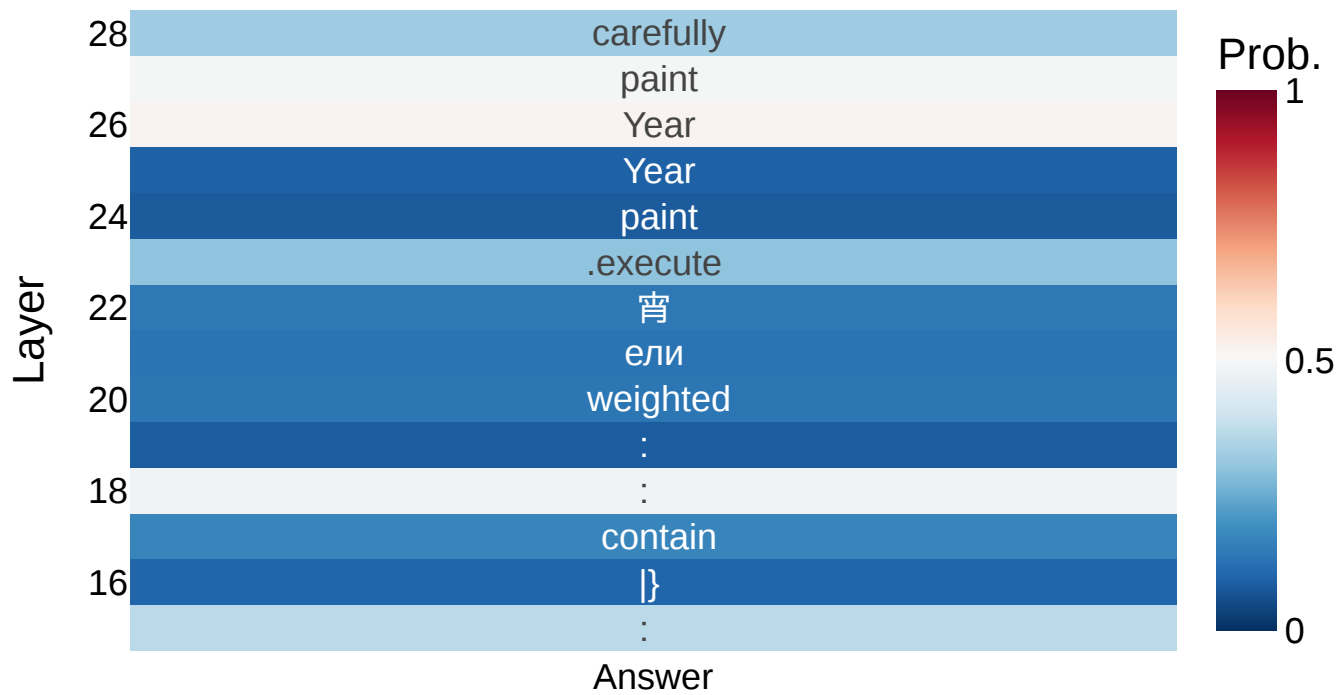 28 carefully
paint
26 Year
Year
24 paint
.execute
22 宵
ели
20 weighted
:
18 :
contain
16 |}
:
Answer
Layer
Prob.
1
0.5
0